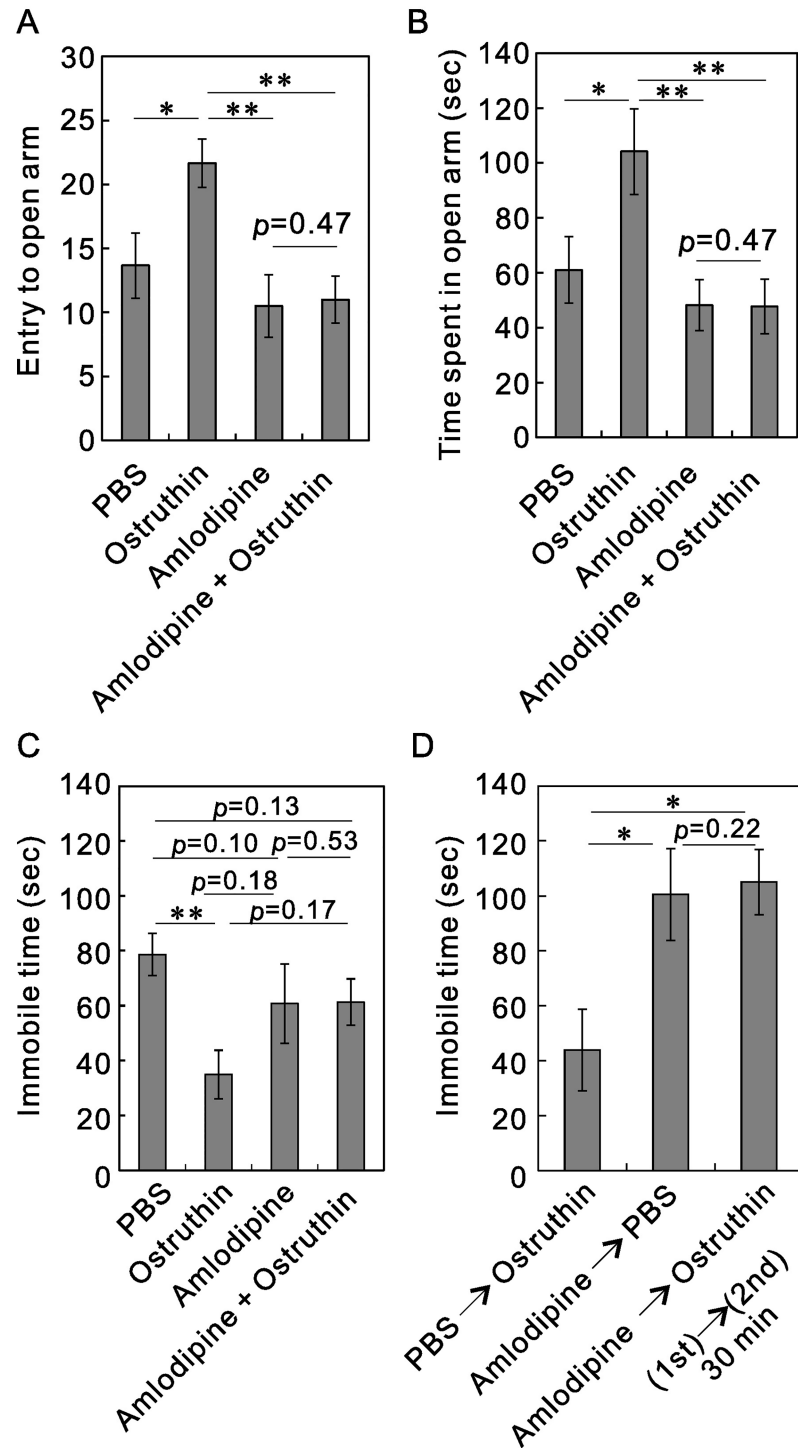 A
30
25
20
15
10
5
0
Entry to open arm
*
**
**
p=0.47
PBS
Ostruthin
Amlodipine
Amlodipine + Ostruthin
B
140
120
100
80
60
40
20
0
Time spent in open arm (sec)
*
**
**
p=0.47
PBS
Ostruthin
Amlodipine
Amlodipine + Ostruthin
C
140
120
100
80
60
40
20
0
Immobile time (sec)
p=0.13
p=0.10
p=0.53
p=0.18
**
p=0.17
PBS
Ostruthin
Amlodipine
Amlodipine + Ostruthin
D
140
120
100
80
60
40
20
0
Immobile time (sec)
*
*
p=0.22
PBS → Ostruthin
Amlodipine → PBS
Amlodipine → Ostruthin
(1st) → (2nd)
30 min